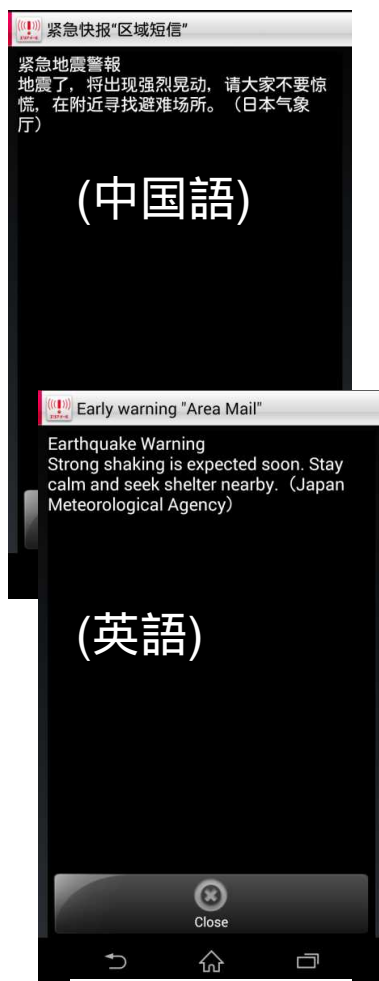 紧急快报“区域短信”
紧急地震警報
地震了，将出现强烈晃动，请大家不要惊
慌，在附近寻找避难场所。（日本气象
厅）
(中国語)
Early warning "Area Mail"
Earthquake Warning
Strong shaking is expected soon. Stay
calm and seek shelter nearby.（Japan
Meteorological Agency）
(英語)
Close